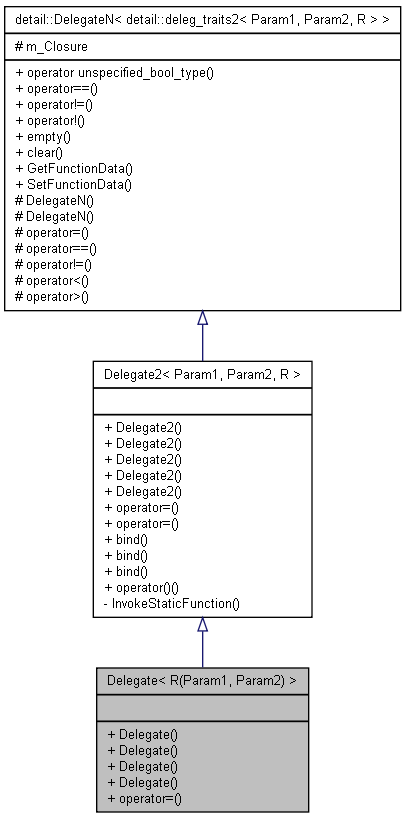 detail::DelegateN< detail::deleg_traits2< Param1, Param2, R > >
# m_Closure
+ operator unspecified_bool_type()
+ operator==()
+ operator!=()
+ operator!()
+ empty()
+ clear()
+ GetFunctionData()
+ SetFunctionData()
# DelegateN()
# DelegateN()
# operator=()
# operator==()
# operator!=()
# operator<()
# operator>()
Delegate2< Param1, Param2, R >
+ Delegate2()
+ Delegate2()
+ Delegate2()
+ Delegate2()
+ Delegate2()
+ operator=()
+ operator=()
+ bind()
+ bind()
+ bind()
+ operator()()
- InvokeStaticFunction()
Delegate< R(Param1, Param2) >
+ Delegate()
+ Delegate()
+ Delegate()
+ Delegate()
+ operator=()